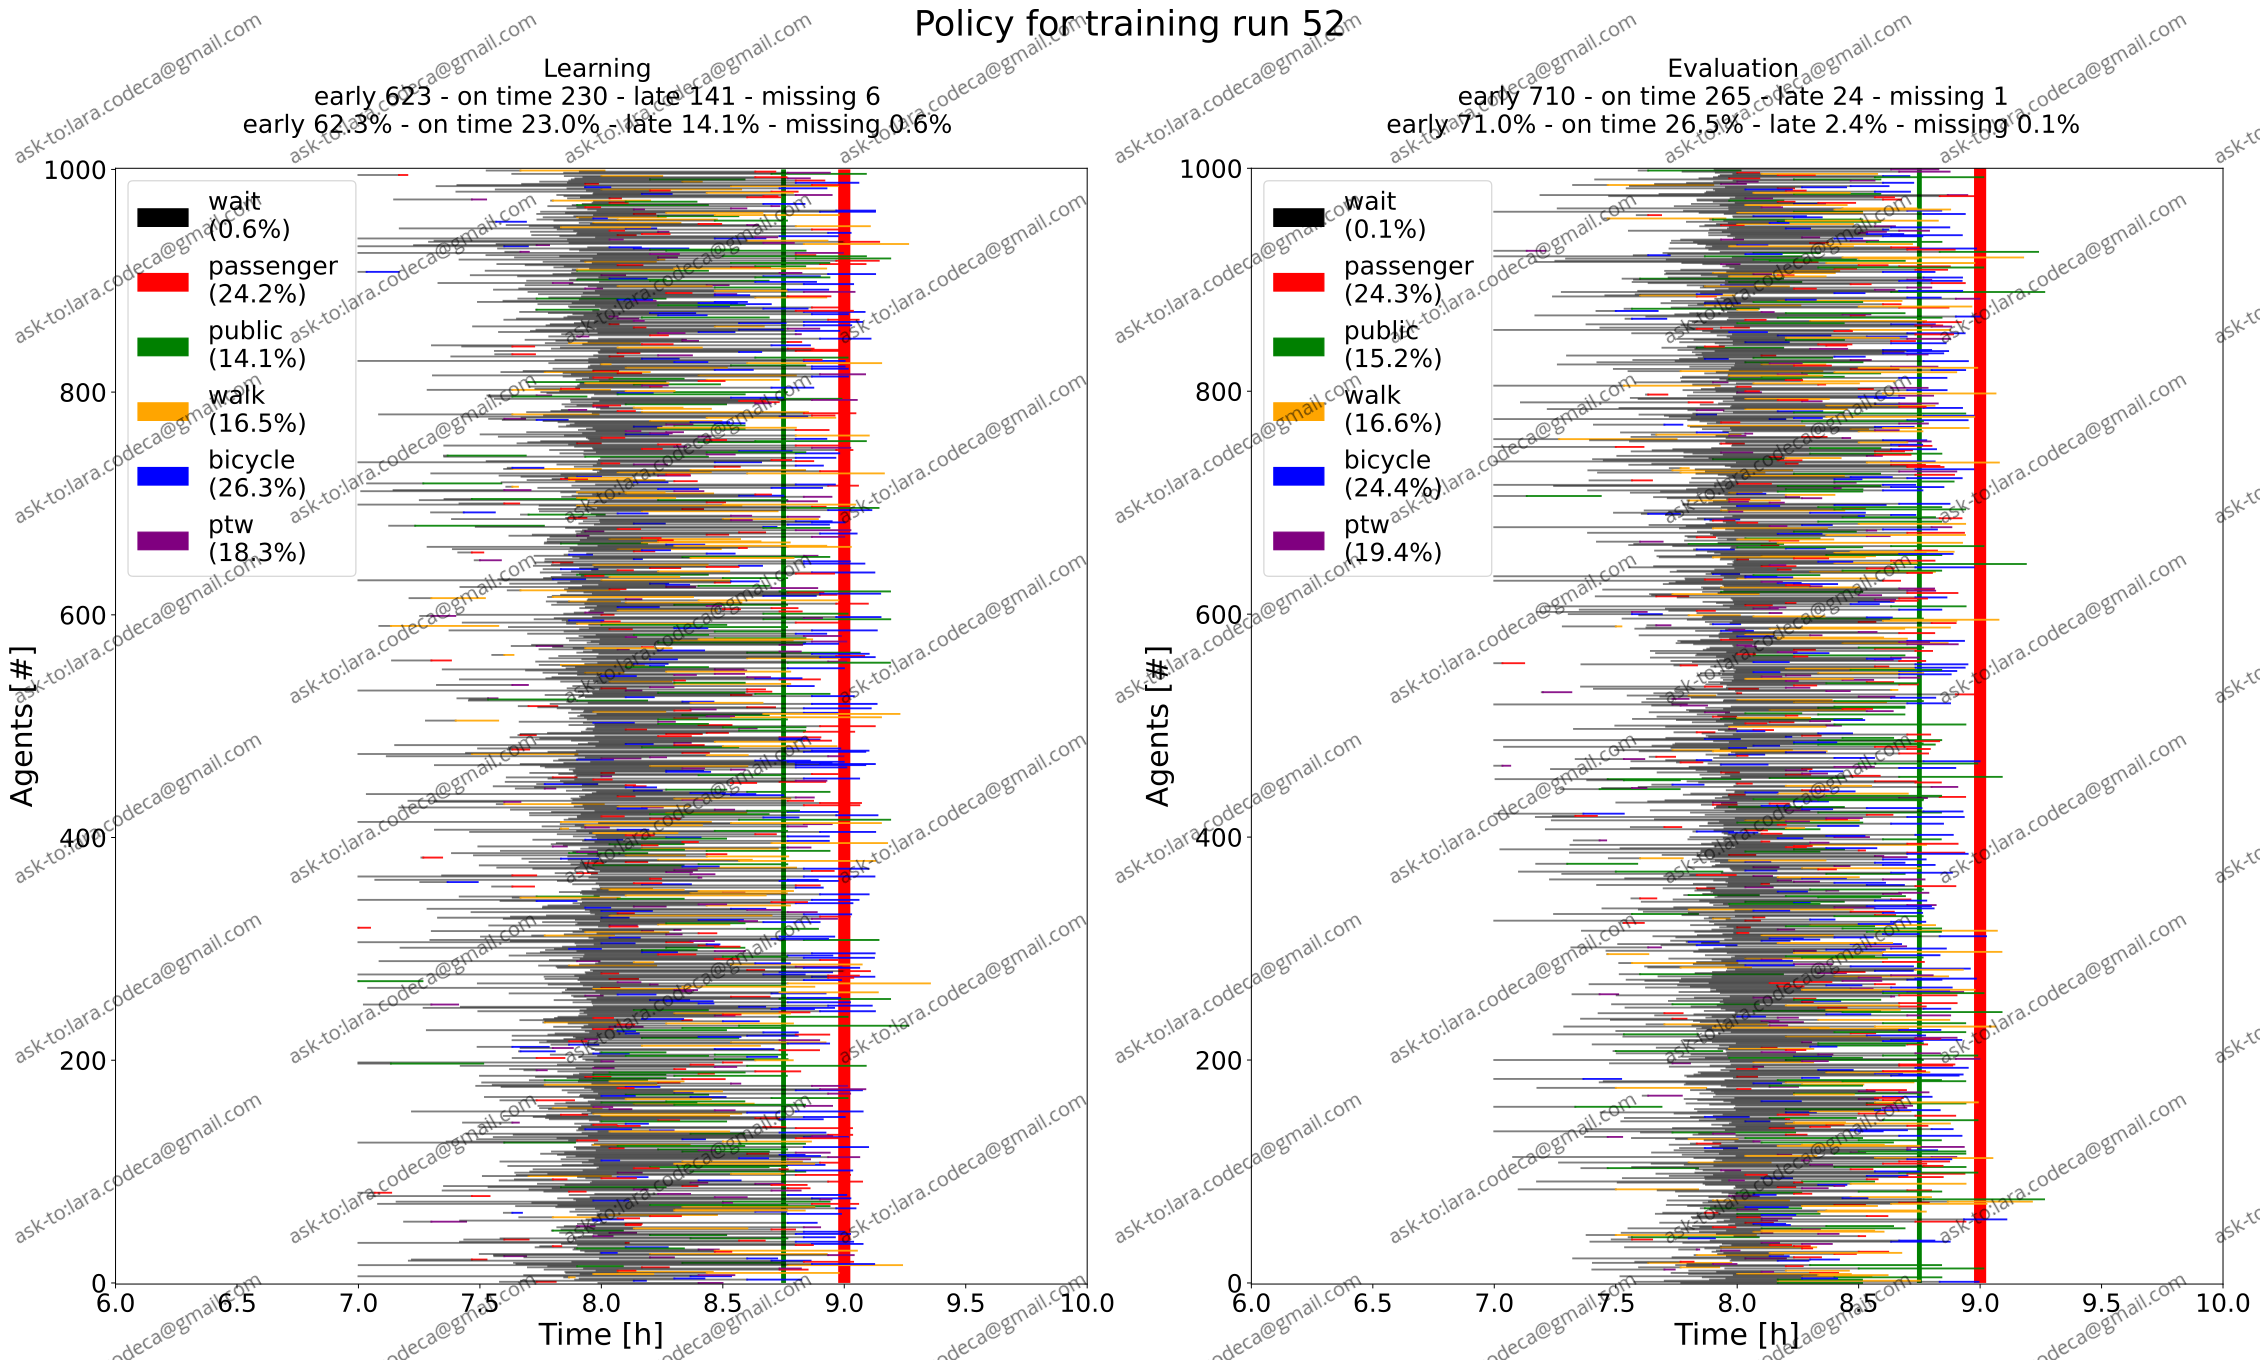 Policy for training run 52
Learning
early 623 - on time 230 - late 141 - missing 6
early 62.3% - on time 23.0% - late 14.1% - missing 0.6%
1000
800
600
400
200
0
Agents [#]
wait
(0.6%)
passenger
(24.2%)
public
(14.1%)
walk
(16.5%)
bicycle
(26.3%)
ptw
(18.3%)
6.0 6.5 7.0 7.5 8.0 8.5 9.0 9.5 10.0
Time [h]
Evaluation
early 710 - on time 265 - late 24 - missing 1
early 71.0% - on time 26.5% - late 2.4% - missing 0.1%
1000
800
600
400
200
0
Agents [#]
wait
(0.1%)
passenger
(24.3%)
public
(15.2%)
walk
(16.6%)
bicycle
(24.4%)
ptw
(19.4%)
6.0 6.5 7.0 7.5 8.0 8.5 9.0 9.5 10.0
Time [h]
ask-to:lara.codeca@gmail.com